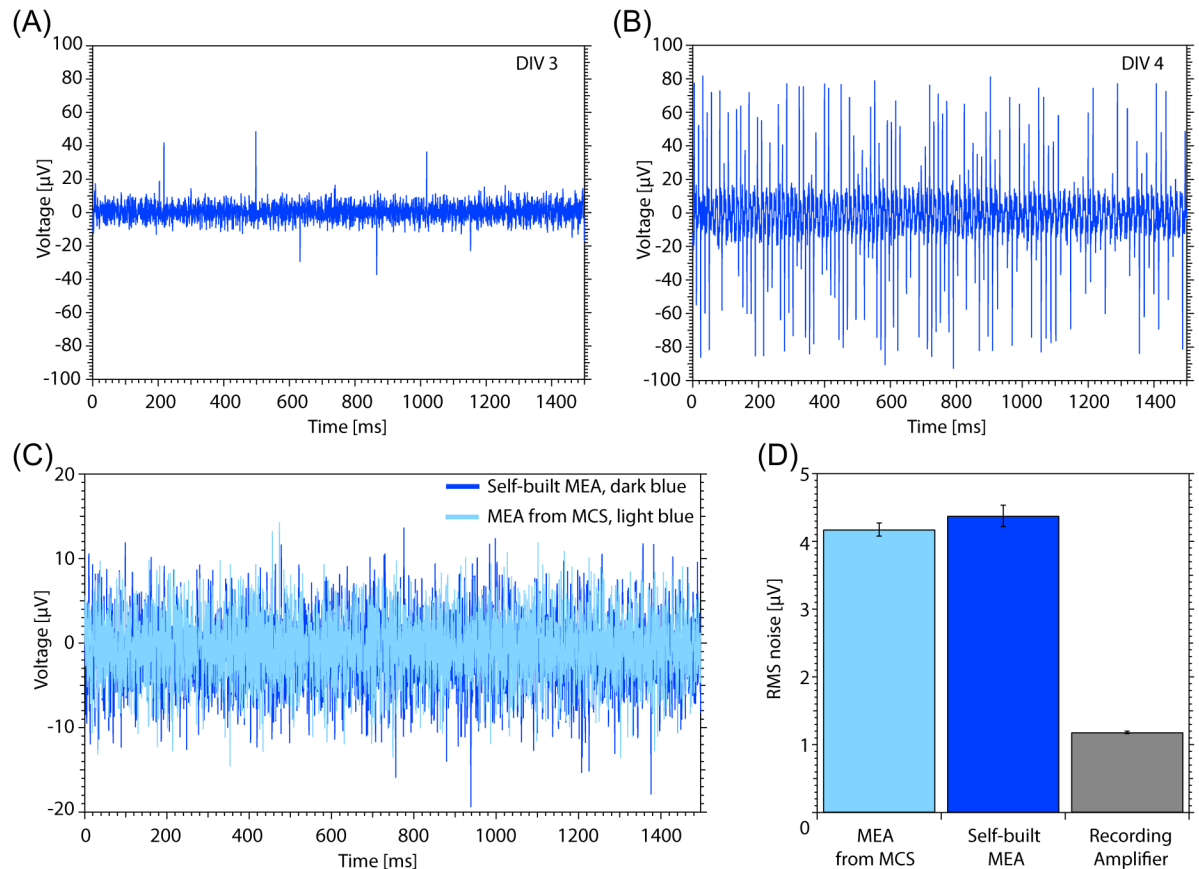 (A)
100
80
60
40
20
0
-20
-40
-60
-80
-100
Voltage [µV]
DIV 3
0 200 400 600 800 1000 1200 1400
Time [ms]
(B)
100
80
60
40
20
0
-20
-40
-60
-80
-100
Voltage [µV]
DIV 4
0 200 400 600 800 1000 1200 1400
Time [ms]
(C)
20
10
0
-10
-20
Voltage [µV]
Self-built MEA, dark blue
MEA from MCS, light blue
0 200 400 600 800 1000 1200 1400
Time [ms]
(D)
5
4
3
2
1
0
RMS noise [µV]
MEA
from MCS
Self-built
MEA
Recording
Amplifier